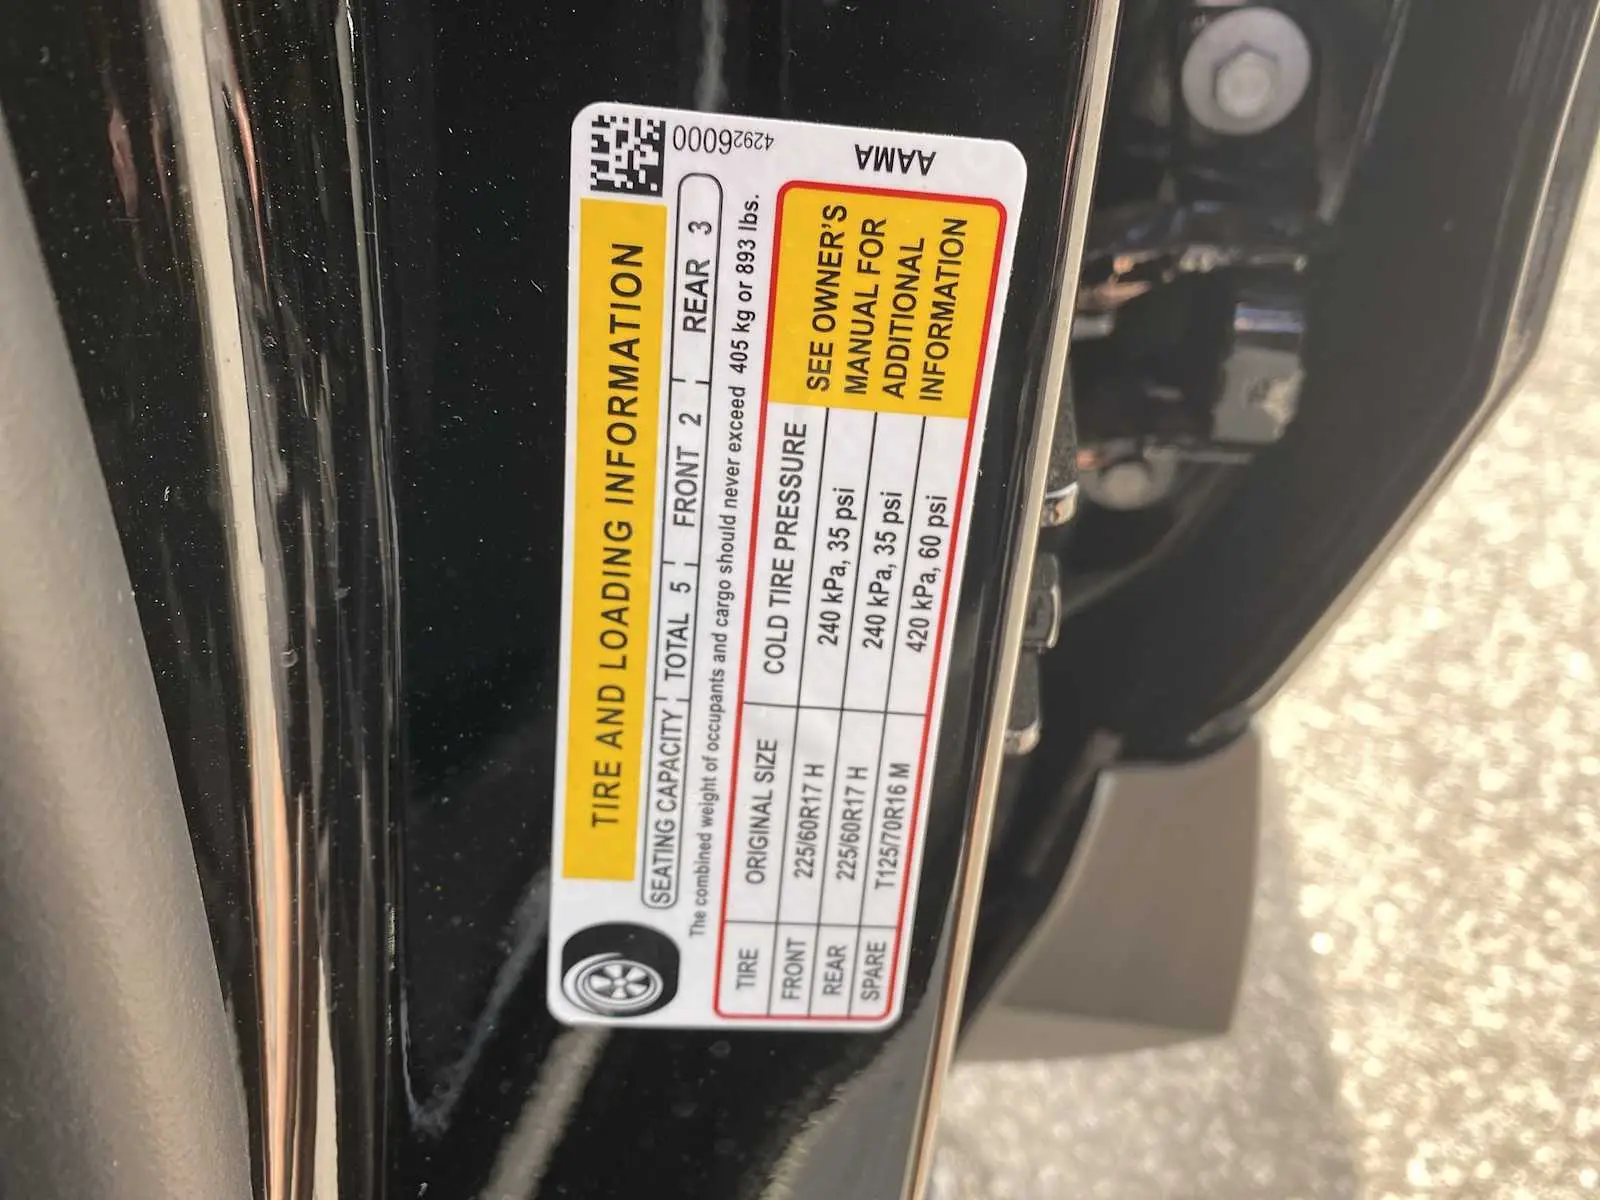 TIRE AND LOADING INFORMATION
SEATING CAPACITY TOTAL 5 FRONT 2 REAR 3
The combined weight of occupants and cargo should never exceed 405 kg or 893 lbs.
TIRE ORIGINAL SIZE COLD TIRE PRESSURE
FRONT 225/60R17 H 240 kPa, 35 psi
REAR 225/60R17 H 240 kPa, 35 psi
SPARE T125/70R16 M 420 kPa, 60 psi
SEE OWNER'S
MANUAL FOR
ADDITIONAL
INFORMATION
42926000
AAMA